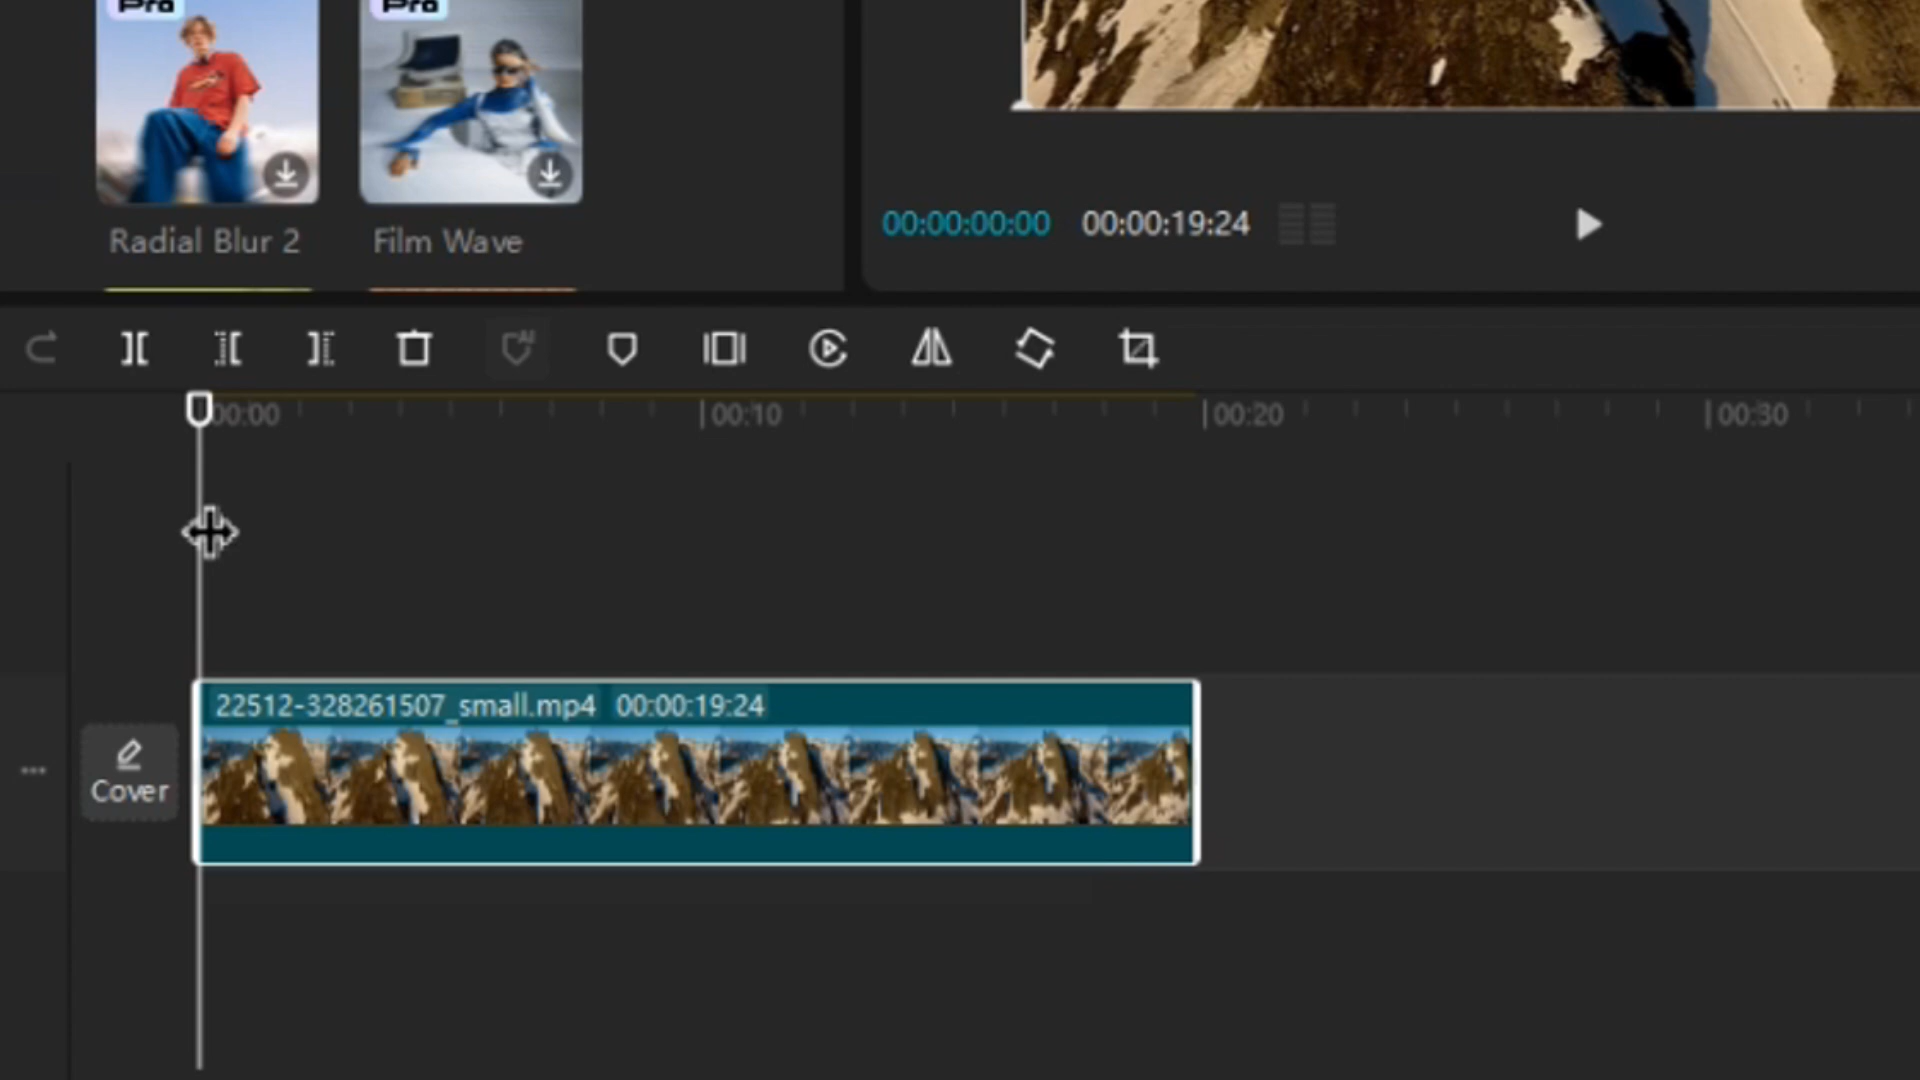 Pro Pro
Radial Blur 2 Film Wave
00:00:00:00 00:00:19:24
AI
00:00 00:10 00:20 00:30
22512-328261507_small.mp4 00:00:19:24
Cover